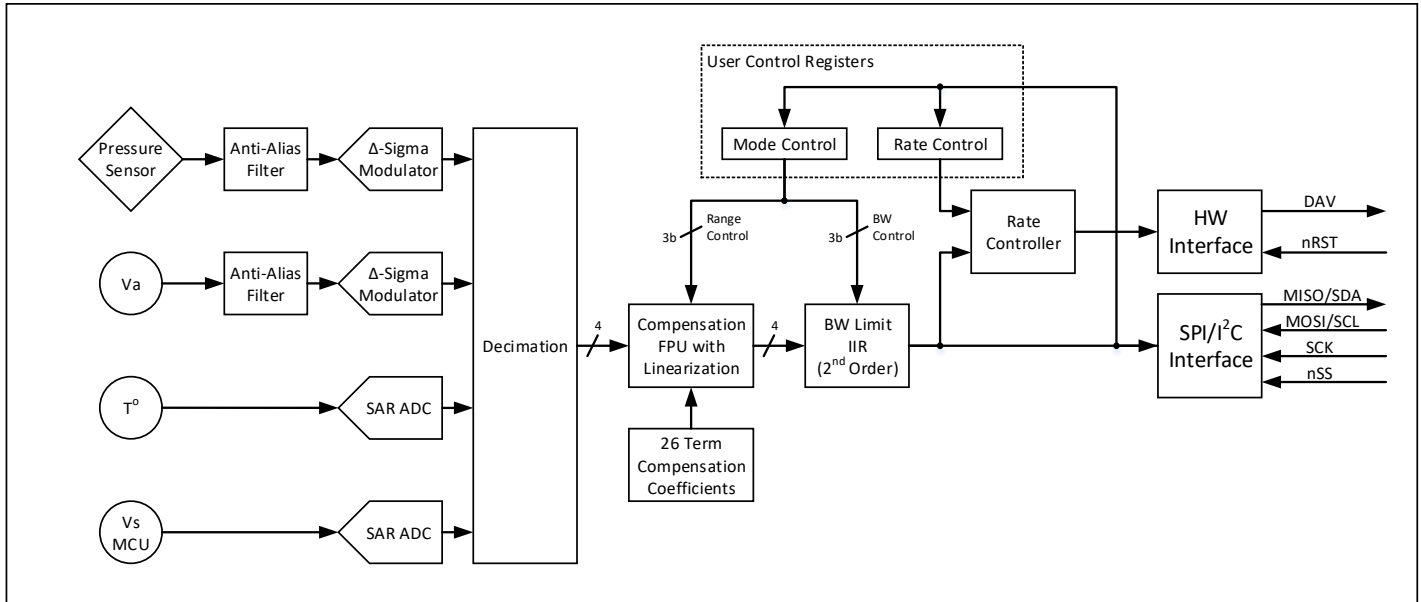 User Control Registers
Mode Control
Rate Control
Pressure
Sensor
Anti-Alias
Filter
Δ-Sigma
Modulator
Va
Anti-Alias
Filter
Δ-Sigma
Modulator
T°
SAR ADC
Vs
MCU
SAR ADC
Decimation
4
3b
Range
Control
3b
BW
Control
Compensation
FPU with
Linearization
4
BW Limit
IIR
(2nd Order)
26 Term
Compensation
Coefficients
Rate
Controller
HW
Interface
DAV
nRST
SPI/I2C
Interface
MISO/SDA
MOSI/SCL
SCK
nSS